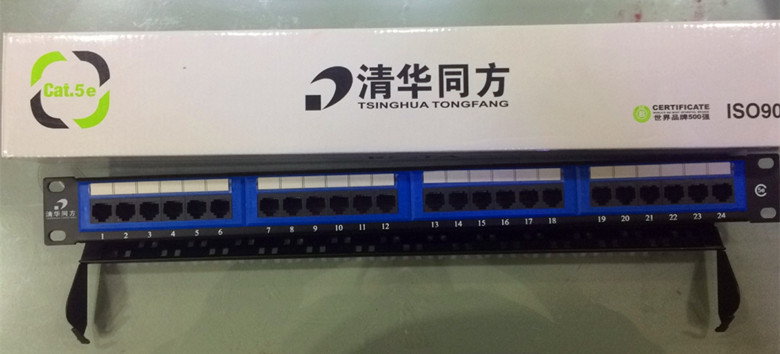 Cat.5e
清华同方
TSINGHUA TONGFANG
CERTIFICATE
世界品牌500强
ISO90
清华同方
5e
1 2 3 4 5 6 7 8 9 10 11 12 13 14 15 16 17 18 19 20 21 22 23 24